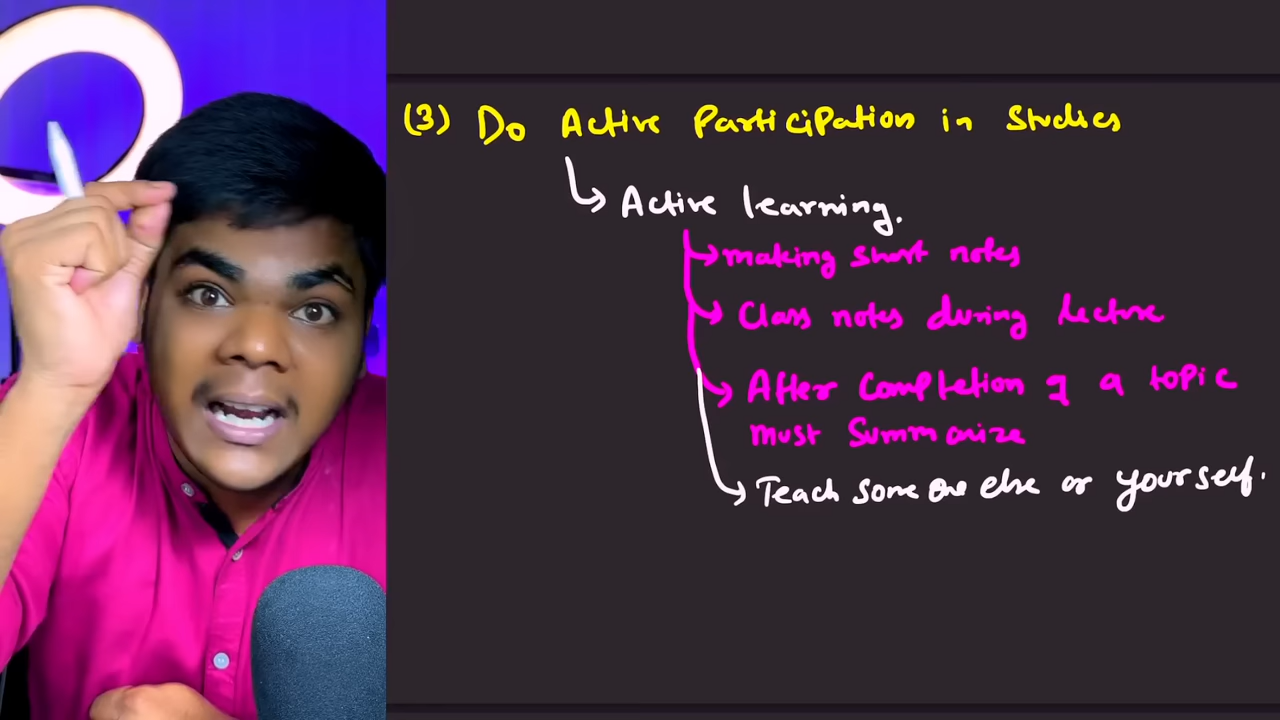 (3) Do Active Participation in Studies
Active learning.
making short notes
Class notes during lecture
After Completion of a topic
must Summarize
Teach someone else or yourself.